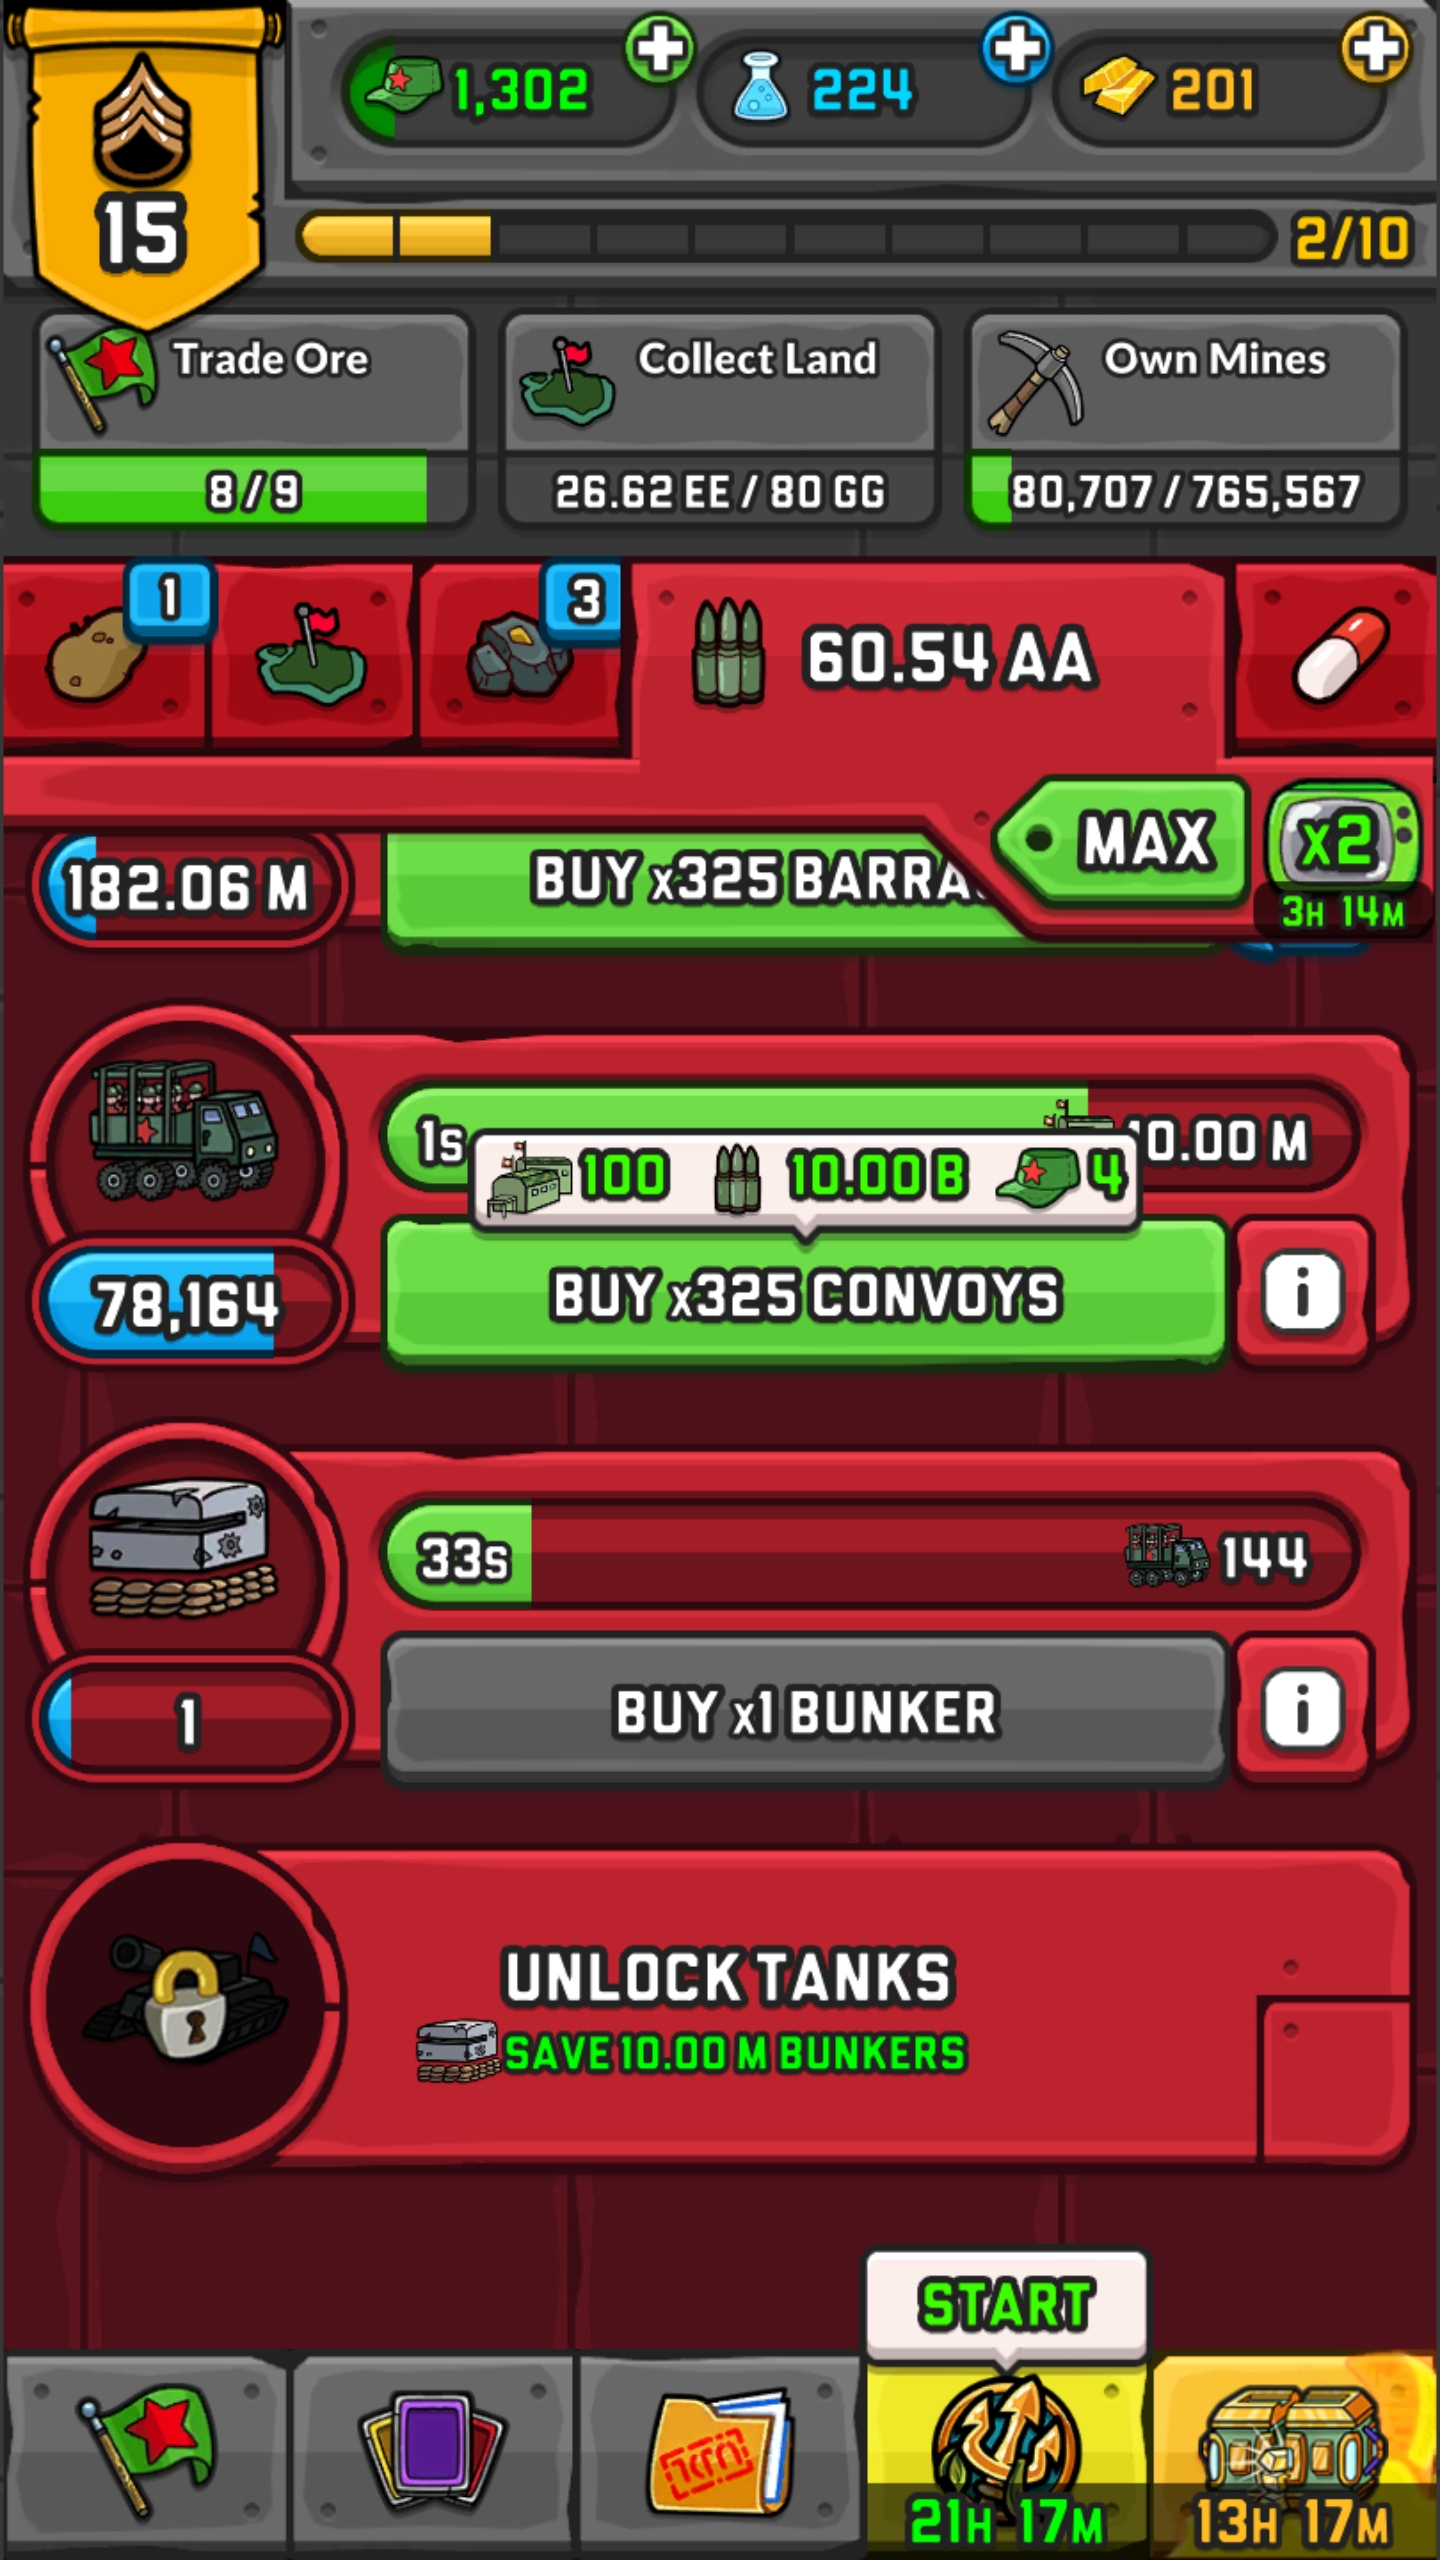 1,302
224
201
15
2/10
Trade Ore
Collect Land
Own Mines
8/9
26.62 EE / 80 GG
80,707 / 765,567
1
3
60.54 AA
MAX
x2
3H 14M
182.06 M
BUY x325
1s
0.00 M
100
10.00 B
4
78,164
BUY x325 CONVOYS
i
33s
144
1
BUY x1 BUNKER
i
UNLOCK TANKS
SAVE 10.00 M BUNKERS
START
21H 17M
13H 17M